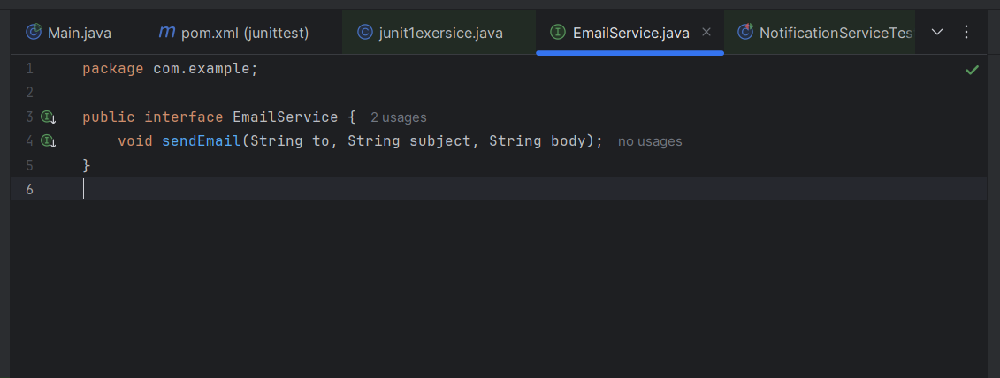 Main.java m pom.xml (junittest) junit1exersice.java EmailService.java NotificationServiceTes
1 package com.example;
2
3 public interface EmailService { 2 usages
4 void sendEmail(String to, String subject, String body); no usages
5 }
6